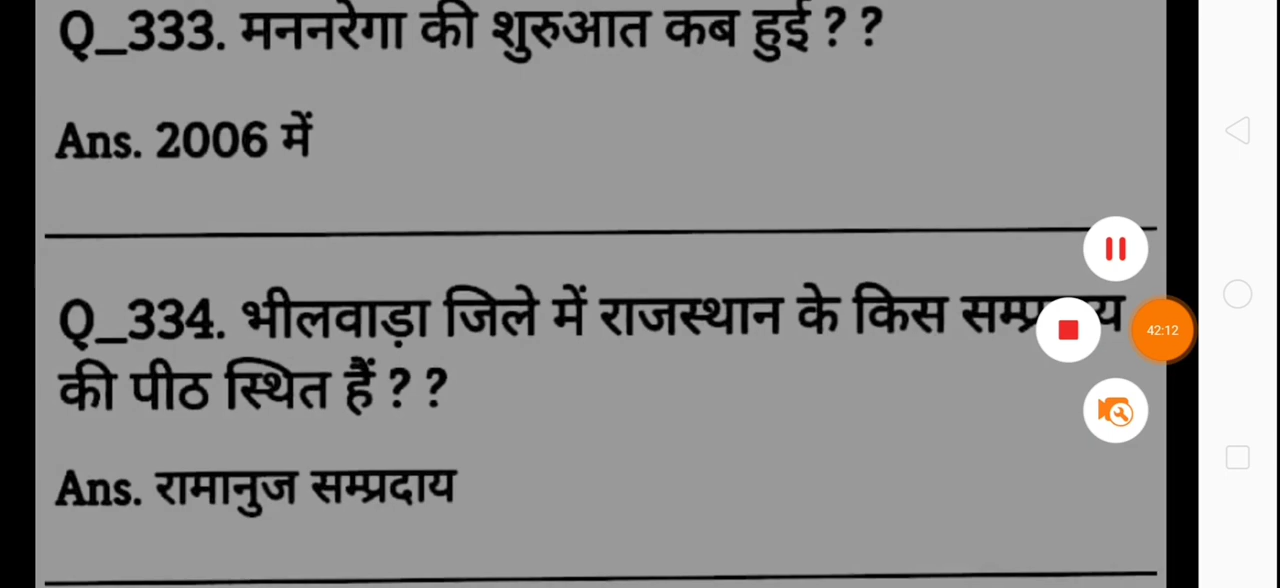 Q_333. मननरेगा की शुरुआत कब हुई ? ?
Ans. 2006 में
Q_334. भीलवाड़ा जिले में राजस्थान के किस
42:12
की पीठ स्थित हैं ? ?
Ans. रामानुज सम्प्रदाय